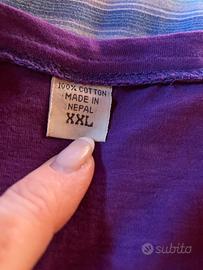 100% COTTON
MADE IN
NEPAL
XXL
subito